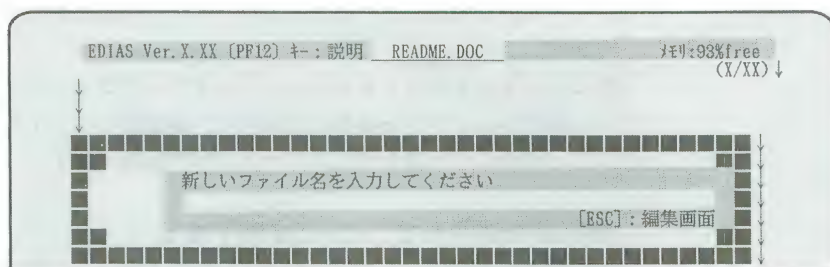 EDIAS Ver.X.XX [PF12] キー:説明 README.DOC ﾒﾓﾘ:93%free
(X/XX)↓
新しいファイル名を入力してください
[ESC]:編集画面